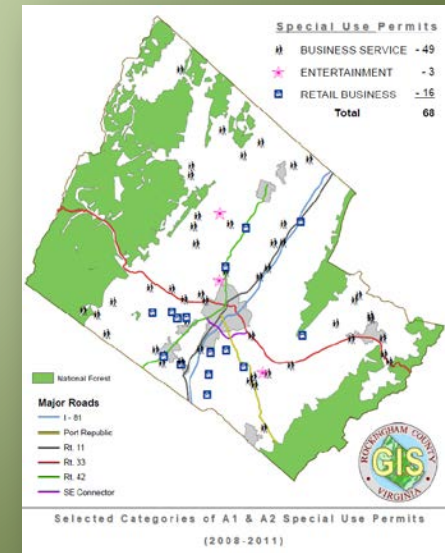 Special Use Permits
BUSINESS SERVICE - 49
ENTERTAINMENT - 3
RETAIL BUSINESS - 16
Total 68
National Forest
Major Roads
I - 81
Port Republic
Rt. 11
Rt. 33
Rt. 42
SE Connector
ROCKINGHAM COUNTY
GIS
VIRGINIA
Selected Categories of A1 & A2 Special Use Permits
(2008-2011)